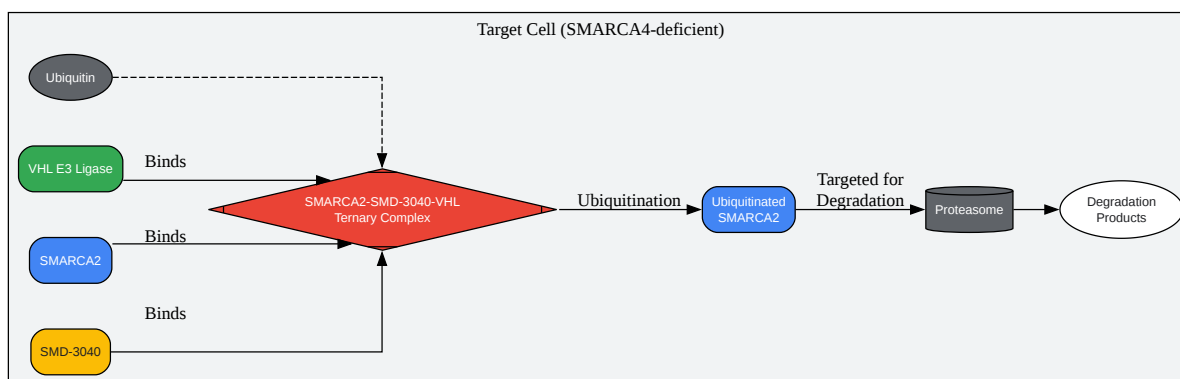 Target Cell (SMARCA4-deficient)
Ubiquitin
VHL E3 Ligase
Binds
SMARCA2
Binds
SMD-3040
Binds
SMARCA2-SMD-3040-VHL
Ternary Complex
Ubiquitination
Ubiquitinated
SMARCA2
Targeted for
Degradation
Proteasome
Degradation
Products